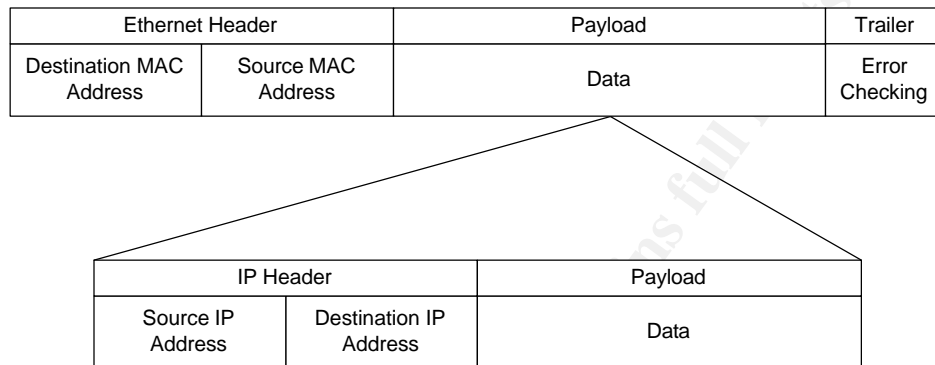 Ethernet Header Payload Trailer
Destination MAC Source MAC Data Error
Address Address Checking
IP Header Payload
Source IP Destination IP Data
Address Address